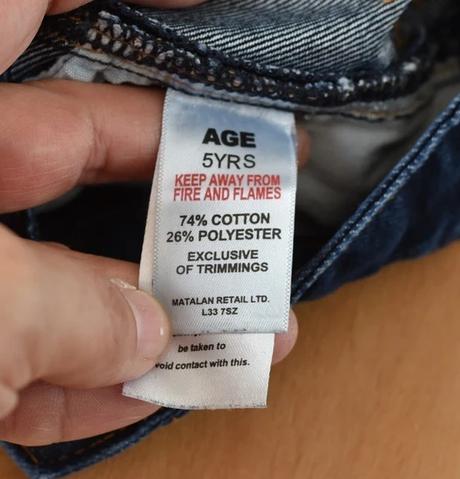 AGE
5YRS
KEEP AWAY FROM
FIRE AND FLAMES
74% COTTON
26% POLYESTER
EXCLUSIVE
OF TRIMMINGS
MATALAN RETAIL LTD.
L33 7SZ
be taken to
void contact with this.